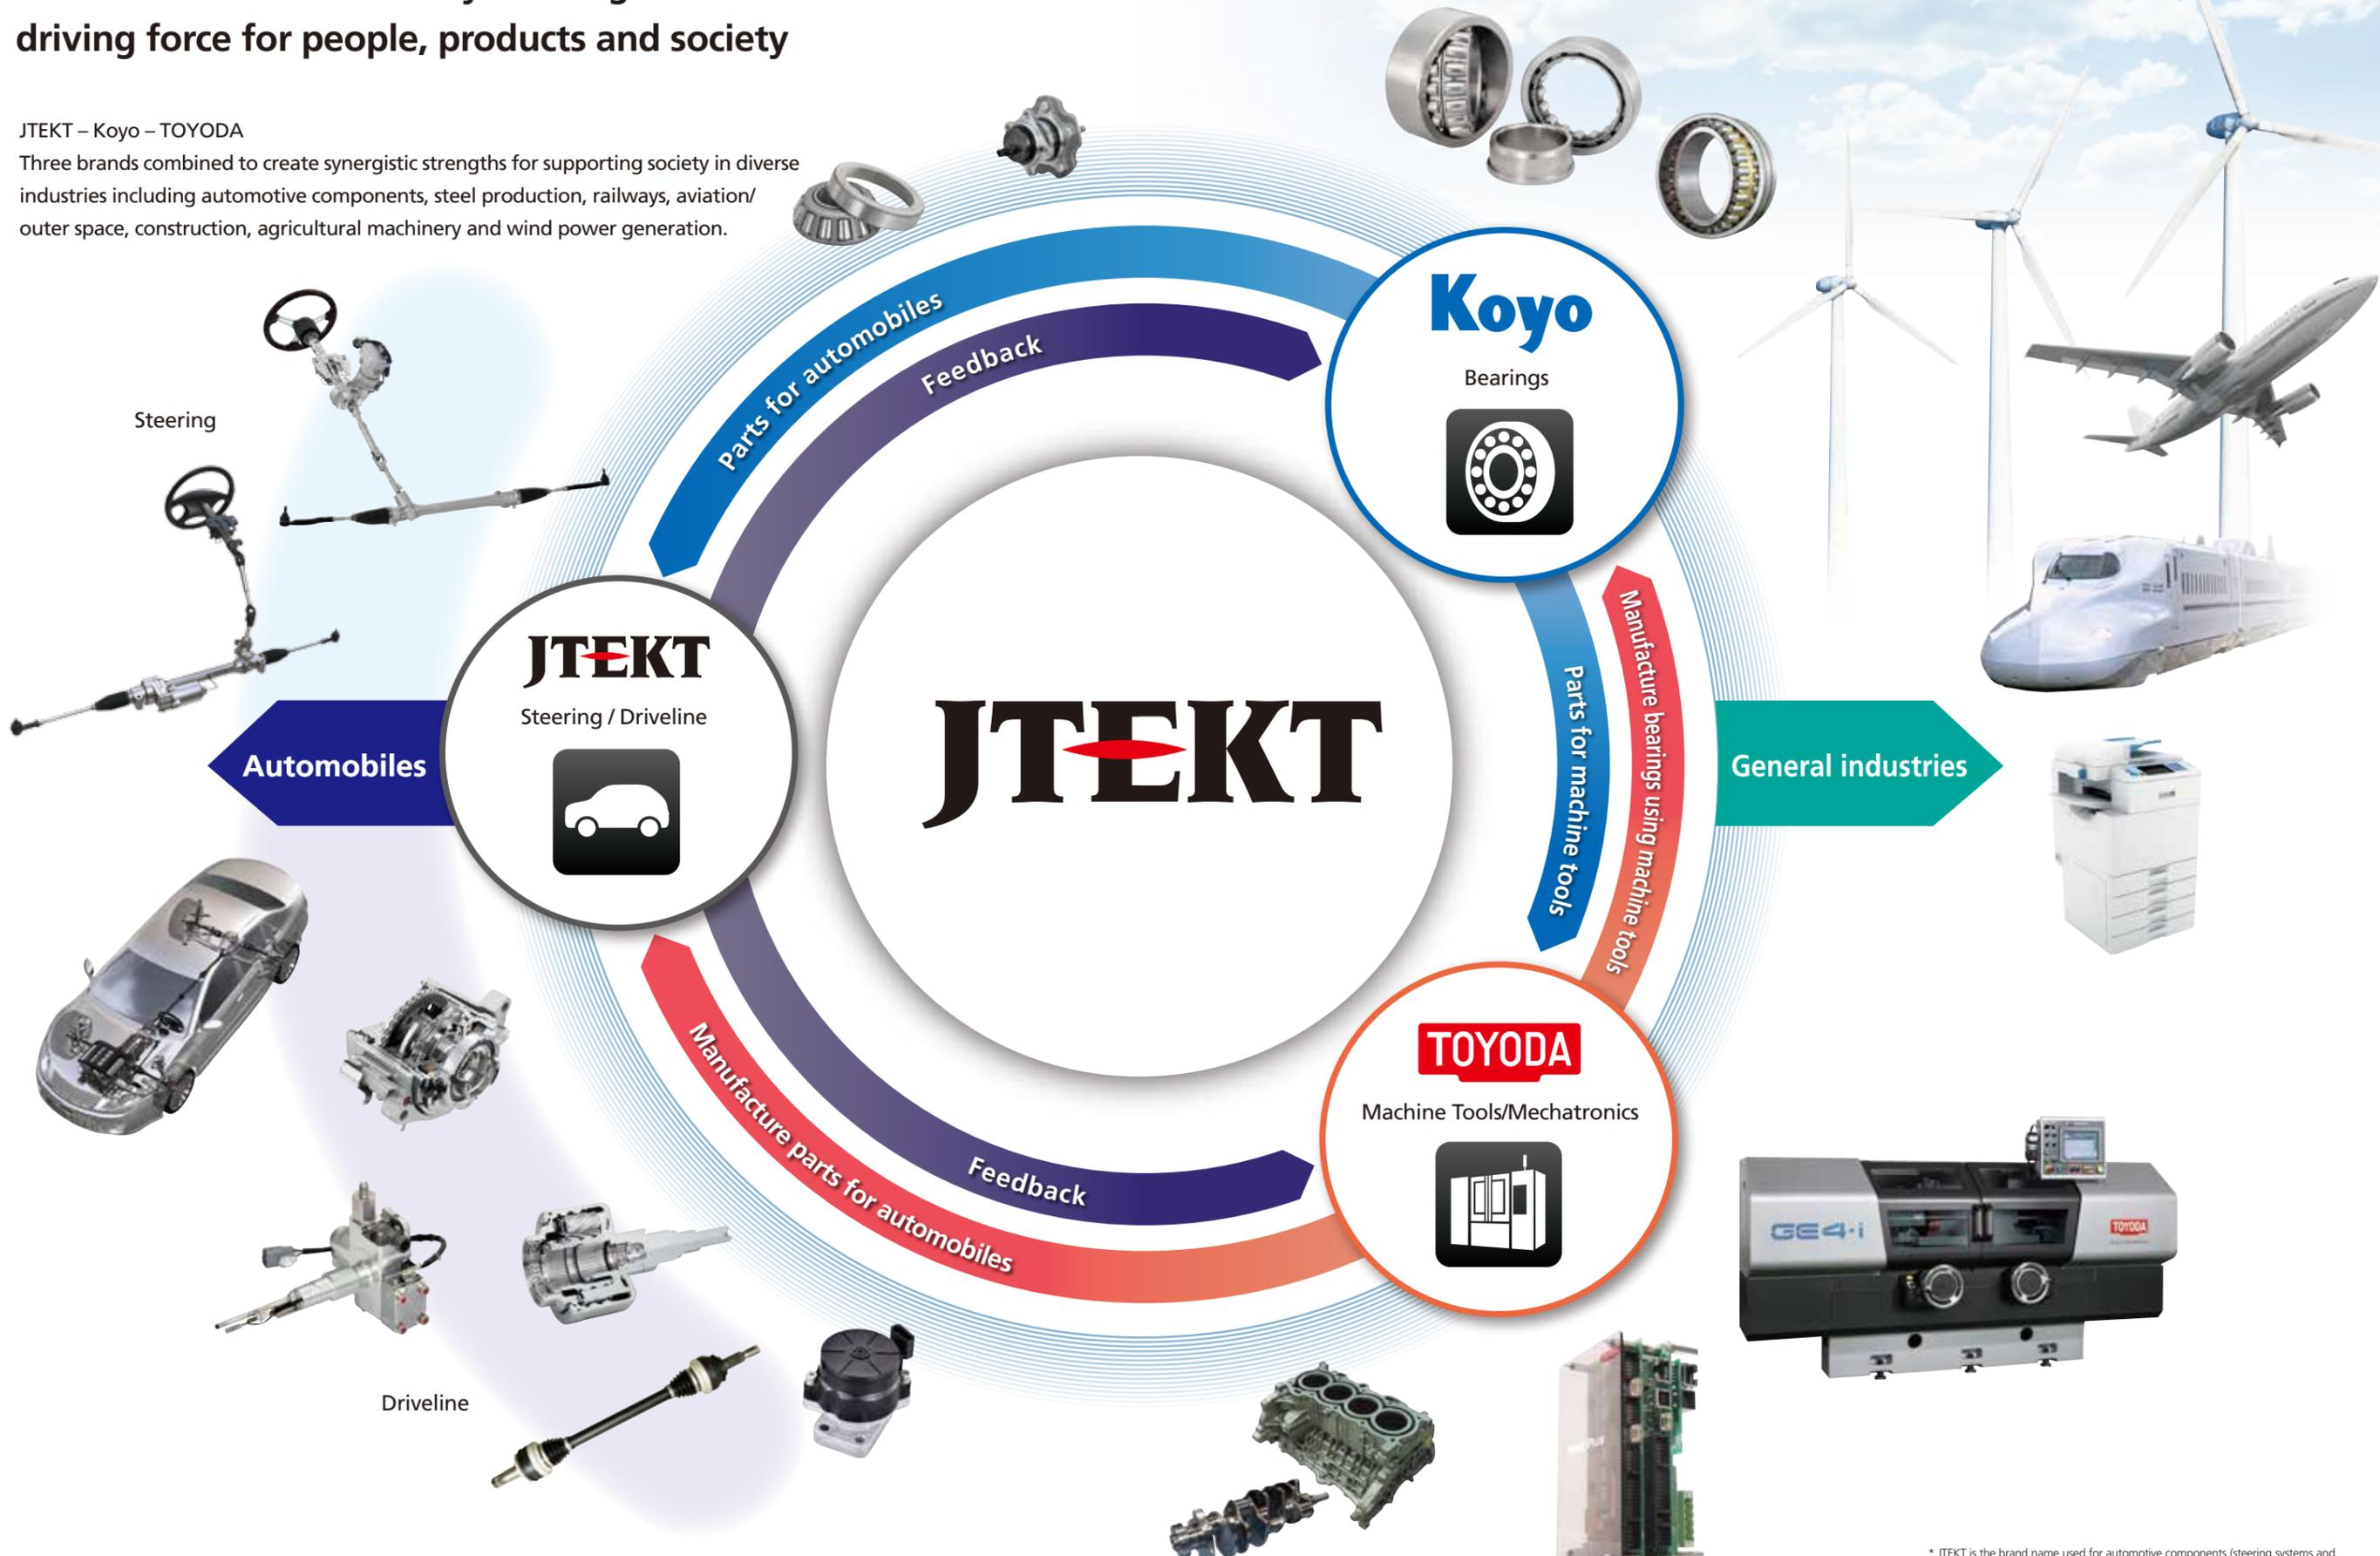 driving force for people, products and society
JTEKT – Koyo – TOYODA
Three brands combined to create synergistic strengths for supporting society in diverse
industries including automotive components, steel production, railways, aviation/
outer space, construction, agricultural machinery and wind power generation.
Steering
Parts for automobiles
Feedback
Koyo
Bearings
JTEKT
Steering / Driveline
Automobiles
JTEKT
Parts for machine tools
Manufacture bearings using machine tools
General industries
TOYODA
Machine Tools/Mechatronics
Manufacture parts for automobiles
Feedback
GE4·i
TOYODA
Driveline
* JTEKT is the brand name used for automotive components (steering systems and